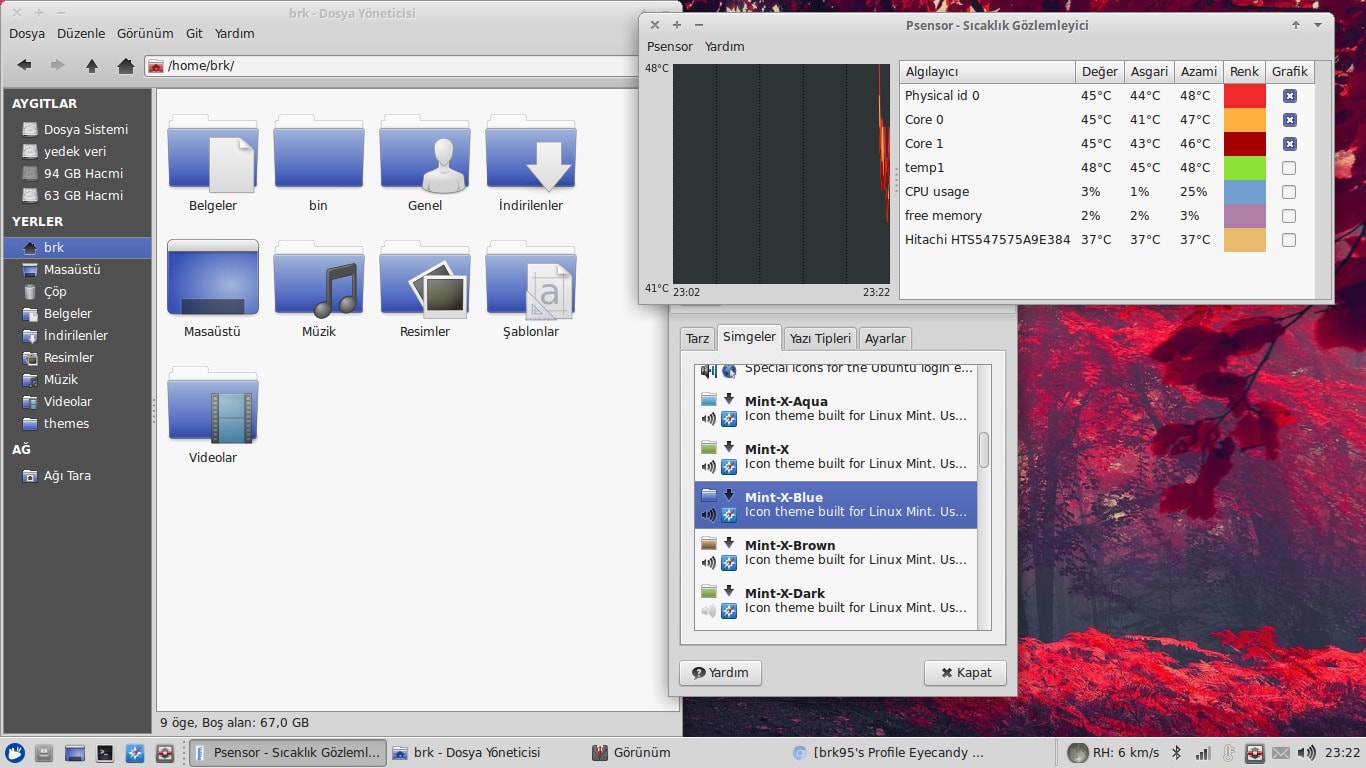 brk - Dosya Yöneticisi
Dosya Düzenle Görünüm Git Yardım
/home/brk/
AYGITLAR
Dosya Sistemi
yedek veri
94 GB Hacmi
63 GB Hacmi
YERLER
brk
Masaüstü
Çöp
Belgeler
İndirilenler
Resimler
Müzik
Videolar
themes
AĞ
Ağı Tara
Belgeler bin Genel İndirilenler
Masaüstü Müzik Resimler Şablonlar
Videolar
9 öge, Boş alan: 67,0 GB
Psensor - Sıcaklık Gözlemleyici
Psensor Yardım
48°C
41°C
23:02 23:22
Algılayıcı Değer Asgari Azami Renk Grafik
Physical id 0 45°C 44°C 48°C
Core 0 45°C 41°C 47°C
Core 1 45°C 43°C 46°C
temp1 48°C 45°C 48°C
CPU usage 3% 1% 25%
free memory 2% 2% 3%
Hitachi HTS547575A9E384 37°C 37°C 37°C
Tarz Simgeler Yazı Tipleri Ayarlar
Special icons for the Ubuntu login e...
Mint-X-Aqua
Icon theme built for Linux Mint. Us...
Mint-X
Icon theme built for Linux Mint. Us...
Mint-X-Blue
Icon theme built for Linux Mint. Us...
Mint-X-Brown
Icon theme built for Linux Mint. Us...
Mint-X-Dark
Icon theme built for Linux Mint. Us...
Yardım Kapat
Psensor - Sıcaklık Gözleml... brk - Dosya Yöneticisi Görünüm [brk95's Profile Eyecandy ... RH: 6 km/s 23:22